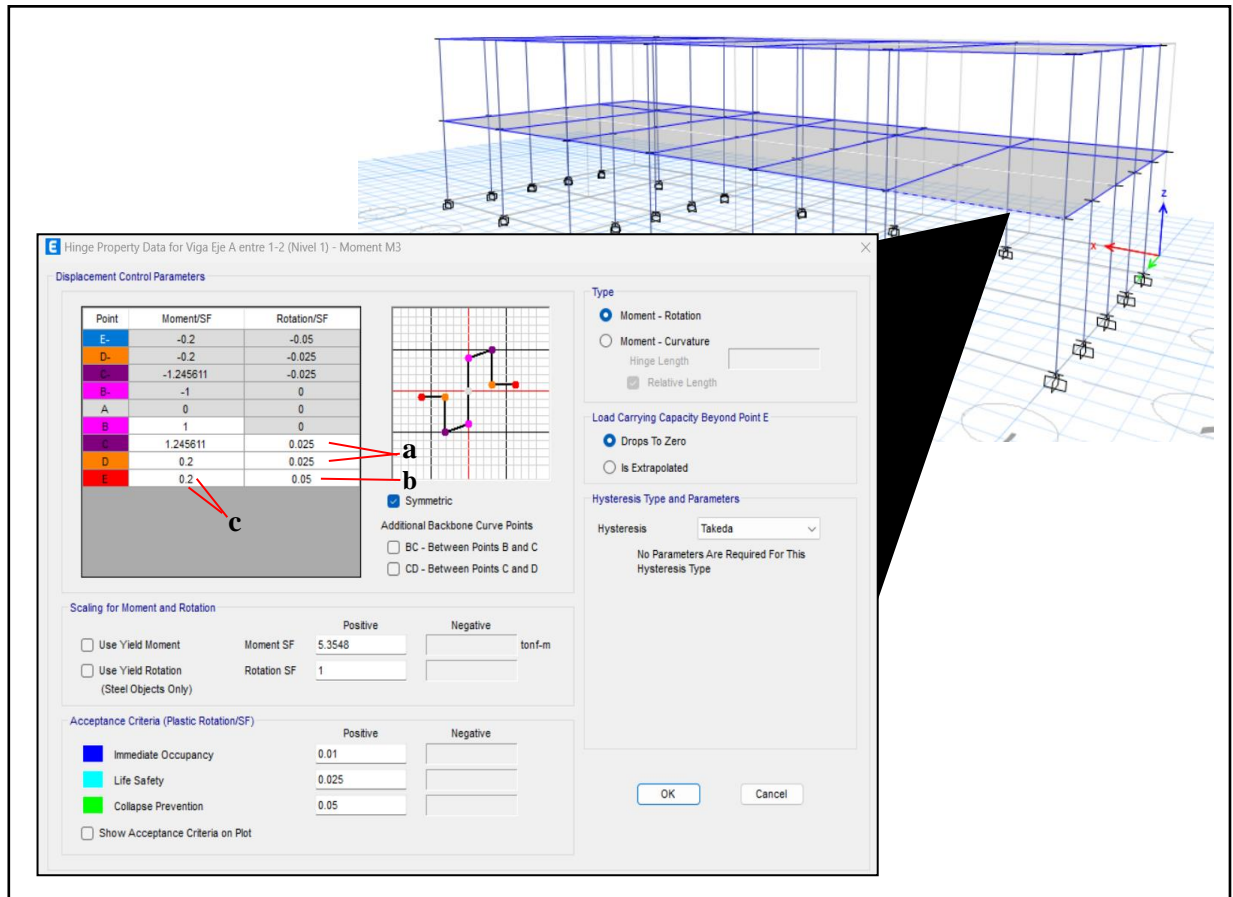 z
x
E Hinge Property Data for Viga Eje A entre 1-2 (Nivel 1) - Moment M3
Displacement Control Parameters
Point Moment/SF Rotation/SF
E- -0.2 -0.05
D- -0.2 -0.025
C- -1.245611 -0.025
B- -1 0
A 0 0
B 1 0
C 1.245611 0.025
D 0.2 0.025
E 0.2 0.05
a
b
c
Symmetric
Additional Backbone Curve Points
BC - Between Points B and C
CD - Between Points C and D
Type
Moment - Rotation
Moment - Curvature
Hinge Length
Relative Length
Load Carrying Capacity Beyond Point E
Drops To Zero
Is Extrapolated
Hysteresis Type and Parameters
Hysteresis Takeda
No Parameters Are Required For This
Hysteresis Type
Scaling for Moment and Rotation
Positive Negative
Use Yield Moment Moment SF 5.3548 tonf-m
Use Yield Rotation Rotation SF 1
(Steel Objects Only)
Acceptance Criteria (Plastic Rotation/SF)
Positive Negative
Immediate Occupancy 0.01
Life Safety 0.025
Collapse Prevention 0.05
Show Acceptance Criteria on Plot
OK Cancel